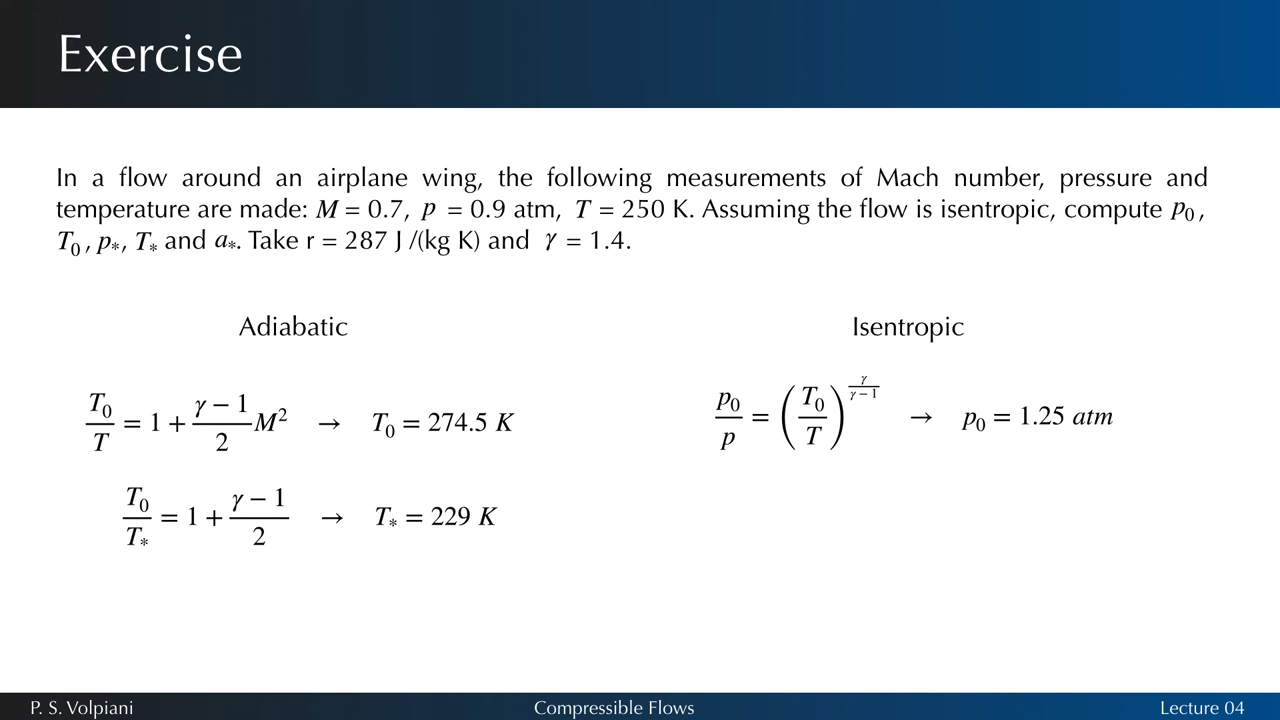 Exercise
In a flow around an airplane wing, the following measurements of Mach number, pressure and
temperature are made: M = 0.7, p = 0.9 atm, T = 250 K. Assuming the flow is isentropic, compute p₀,
T₀, p*, T* and a*. Take r = 287 J /(kg K) and γ = 1.4.
Adiabatic
Isentropic
T₀/T = 1 + (γ − 1)/2 M² → T₀ = 274.5 K
p₀/p = (T₀/T)^(γ/(γ−1)) → p₀ = 1.25 atm
T₀/T* = 1 + (γ − 1)/2 → T* = 229 K
P. S. Volpiani
Compressible Flows
Lecture 04